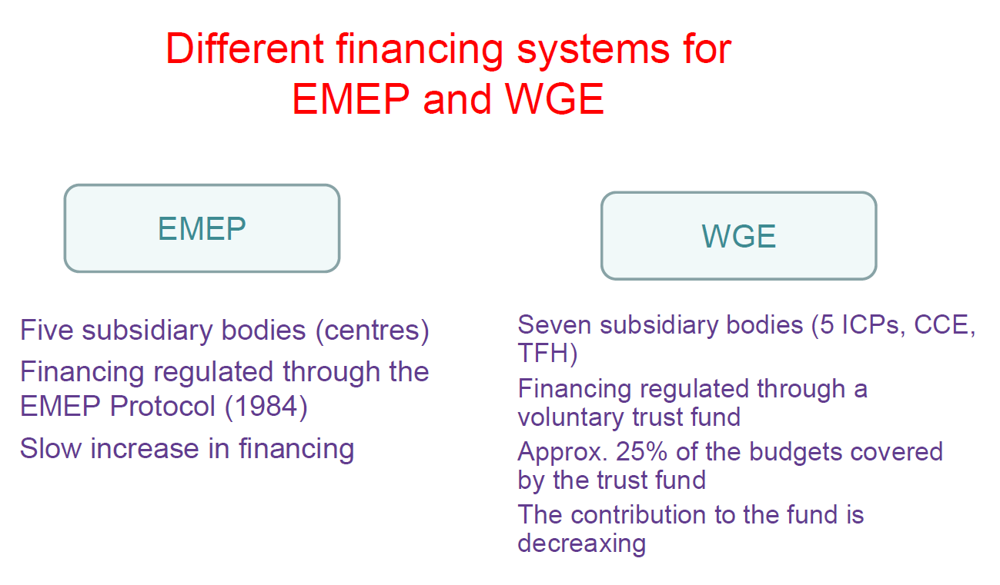 Different financing systems for
EMEP and WGE
EMEP
Five subsidiary bodies (centres)
Financing regulated through the
EMEP Protocol (1984)
Slow increase in financing
WGE
Seven subsidiary bodies (5 ICPs, CCE,
TFH)
Financing regulated through a
voluntary trust fund
Approx. 25% of the budgets covered
by the trust fund
The contribution to the fund is
decreaxing